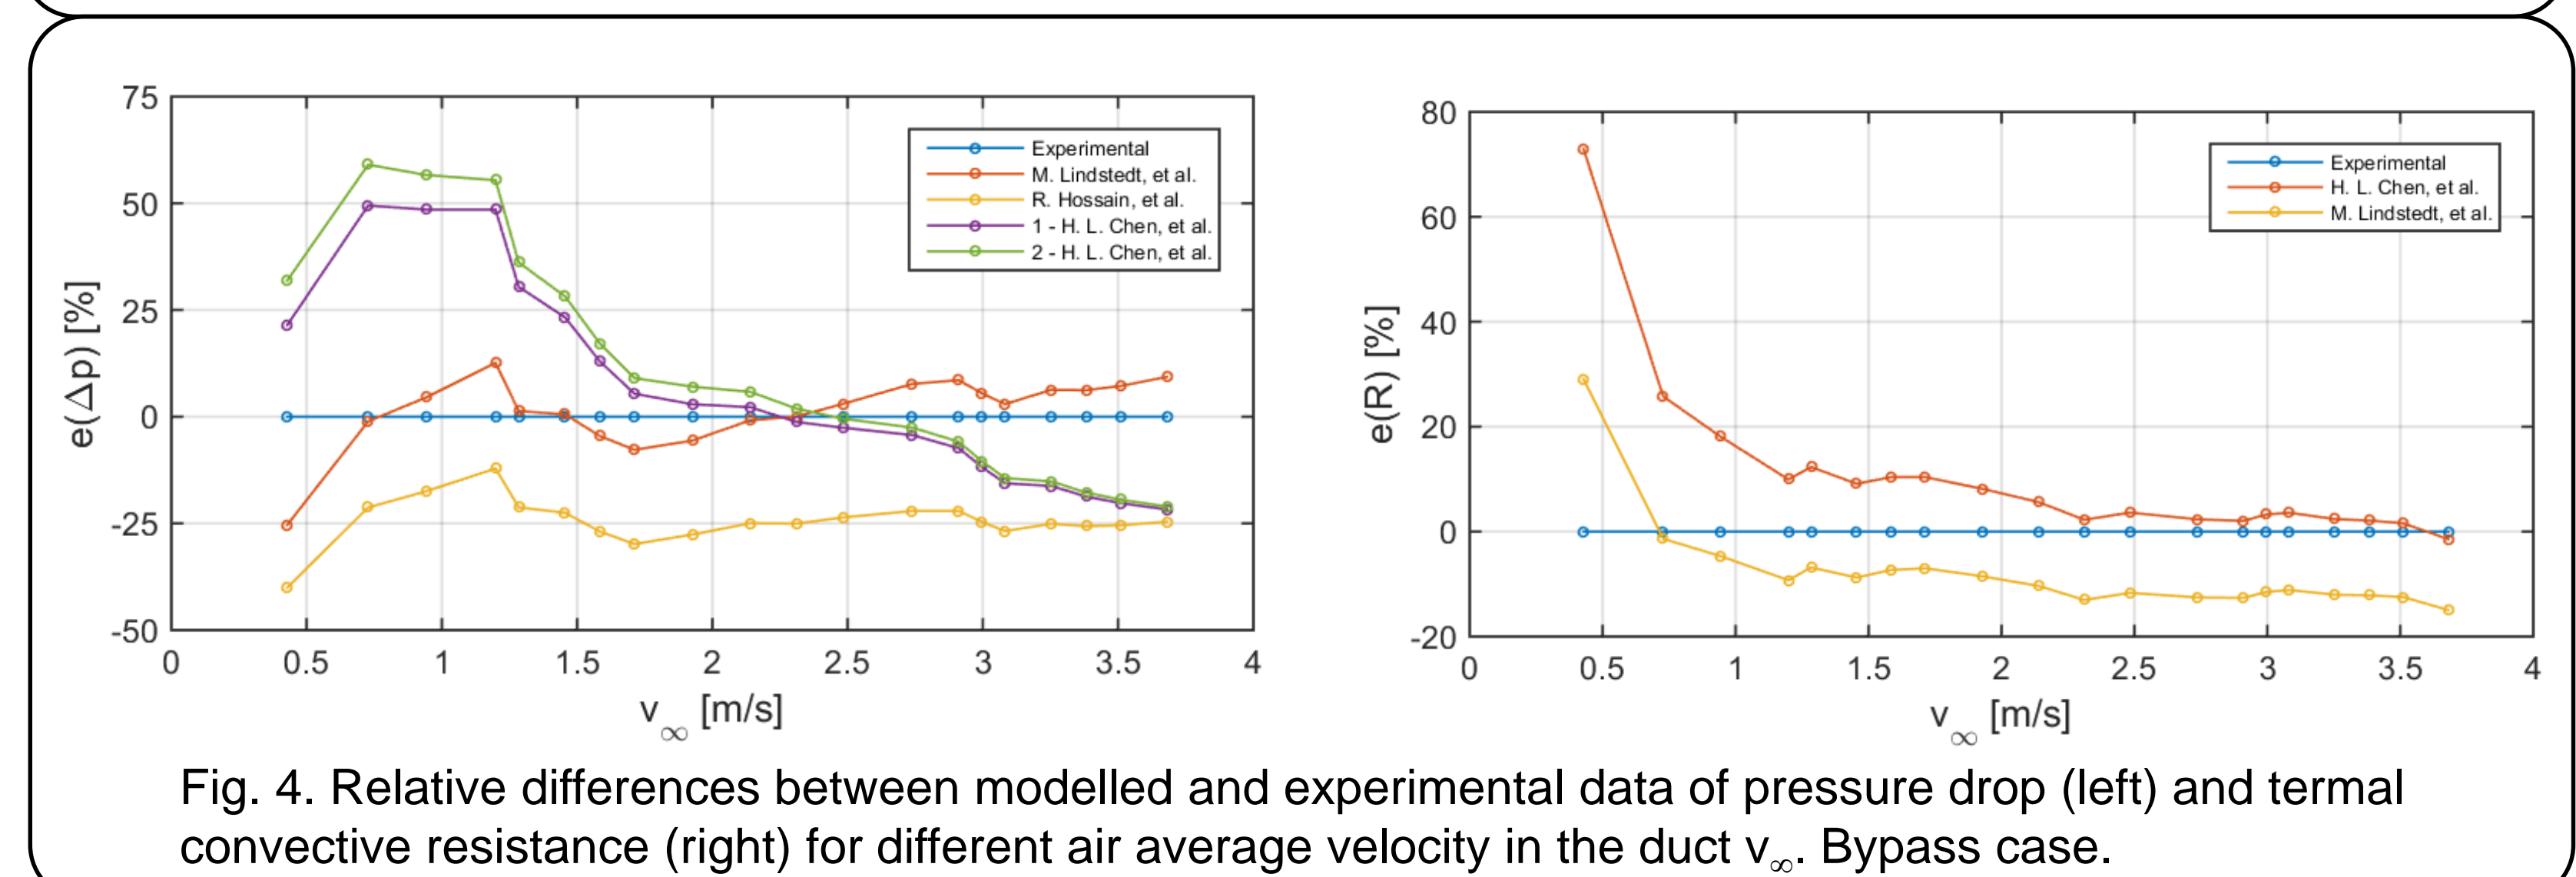 75
50
25
0
-25
-50
e(Δp) [%]
0 0.5 1 1.5 2 2.5 3 3.5 4
v∞ [m/s]
Experimental
M. Lindstedt, et al.
R. Hossain, et al.
1 - H. L. Chen, et al.
2 - H. L. Chen, et al.
80
60
40
20
0
-20
e(R) [%]
0 0.5 1 1.5 2 2.5 3 3.5 4
v∞ [m/s]
Experimental
H. L. Chen, et al.
M. Lindstedt, et al.
Fig. 4. Relative differences between modelled and experimental data of pressure drop (left) and termal
convective resistance (right) for different air average velocity in the duct v∞. Bypass case.